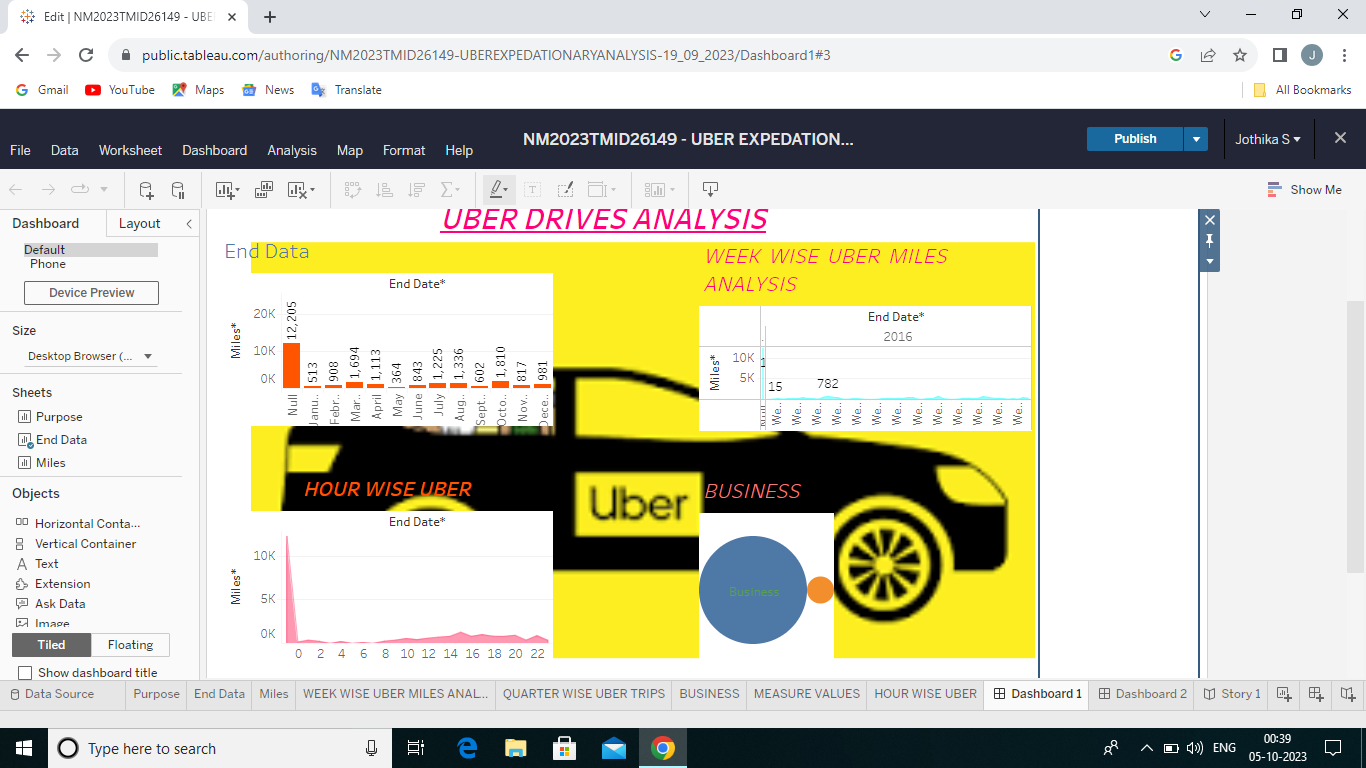 Edit | NM2023TMID26149 - UBE
public.tableau.com/authoring/NM2023TMID26149-UBEREXPEDATIONARYANALYSIS-19_09_2023/Dashboard1#3
J
Gmail YouTube Maps News Translate All Bookmarks
NM2023TMID26149 - UBER EXPEDATION...
Publish
Jothika S
File Data Worksheet Dashboard Analysis Map Format Help
Show Me
Dashboard Layout
Default
Phone
Device Preview
Size
Desktop Browser (...
Sheets
Purpose
End Data
Miles
Objects
Horizontal Conta...
Vertical Container
Text
Extension
Ask Data
Image
Tiled Floating
Show dashboard title
UBER DRIVES ANALYSIS
End Data
End Date*
Miles*
20K
10K
0K
12,205 513 908 1,694 1,113 364 843 1,225 1,336 602 1,810 817 981
Null Janu.. Febr.. Mar.. April May June July Aug.. Sept.. Octo.. Nov.. Dece..
WEEK WISE UBER MILES
ANALYSIS
End Date*
2016
Miles*
10K
5K
1 15 782
We.. We.. We.. We.. We.. We.. We.. We.. We.. We.. We.. We.. We..
HOUR WISE UBER
End Date*
Miles*
10K
5K
0K
0 2 4 6 8 10 12 14 16 18 20 22
Uber
BUSINESS
Business
Data Source Purpose End Data Miles WEEK WISE UBER MILES ANAL... QUARTER WISE UBER TRIPS BUSINESS MEASURE VALUES HOUR WISE UBER Dashboard 1 Dashboard 2 Story 1
Type here to search
ENG
00:39
05-10-2023